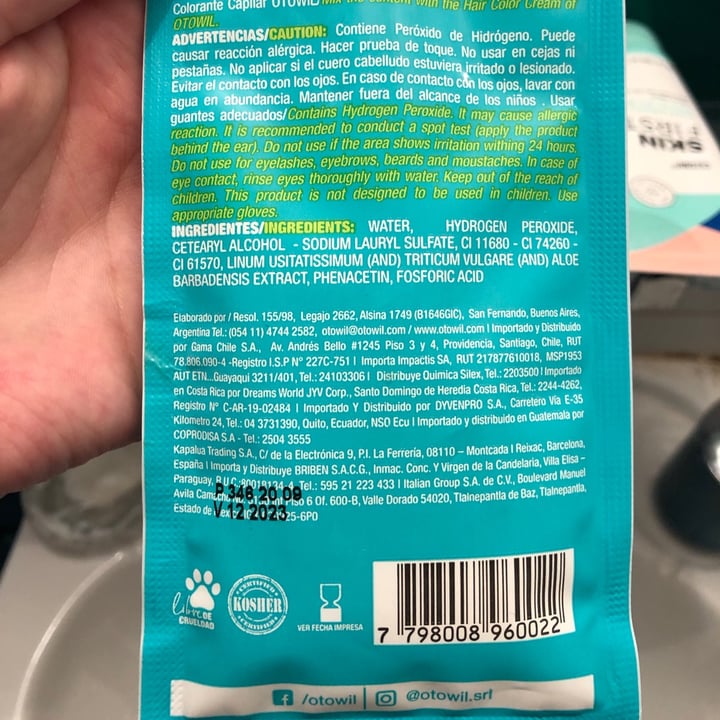 Colorante Capilar OTOWIL/Mix the content with the Hair Color Cream of
OTOWIL.
ADVERTENCIAS/CAUTION: Contiene Peróxido de Hidrógeno. Puede
causar reacción alérgica. Hacer prueba de toque. No usar en cejas ni
pestañas. No aplicar si el cuero cabelludo estuviera irritado o lesionado.
Evitar el contacto con los ojos. En caso de contacto con los ojos, lavar con
agua en abundancia. Mantener fuera del alcance de los niños . Usar
guantes adecuados/Contains Hydrogen Peroxide. It may cause allergic
reaction. It is recommended to conduct a spot test (apply the product
behind the ear). Do not use if the area shows irritation withing 24 hours.
Do not use for eyelashes, eyebrows, beards and moustaches. In case of
eye contact, rinse eyes thoroughly with water. Keep out of the reach of
children. This product is not designed to be used in children. Use
appropriate gloves.
INGREDIENTES/INGREDIENTS: WATER, HYDROGEN PEROXIDE,
CETEARYL ALCOHOL - SODIUM LAURYL SULFATE, CI 11680 - CI 74260 -
CI 61570, LINUM USITATISSIMUM (AND) TRITICUM VULGARE (AND) ALOE
BARBADENSIS EXTRACT, PHENACETIN, FOSFORIC ACID
Elaborado por / Resol. 155/98, Legajo 2662, Alsina 1749 (B1646GIC), San Fernando, Buenos Aires,
Argentina Tel.: (054 11) 4744 2582, otowil@otowil.com / www.otowil.com I Importado y Distribuido
por Gama Chile S.A., Av. Andrés Bello #1245 Piso 3 y 4, Providencia, Santiago, Chile, RUT
78.806.090-4 -Registro I.S.P N° 227C-751 I Importa Impactis SA, RUT 217877610018, MSP1953
AUT ETN...Guayaqui 3211/401, Tel.: 24103306 I Distribuye Quimica Silex, Tel.: 2203500 I Importado
en Costa Rica por Dreams World JYV Corp., Santo Domingo de Heredia Costa Rica, Tel.: 2244-4262,
Registro N° C-AR-19-02484 I Importado Y Distribuido por DYVENPRO S.A., Carretero Vía E-35
Kilometro 24, Tel.: 04 3731390, Quito, Ecuador, NSO Ecu I Importado y distribuido en Guatemala por
COPRODISA S.A - Tel.: 2504 3555
Kapalua Trading S.A., C/ de la Electrónica 9, P.I. La Ferrería, 08110 – Montcada I Reixac, Barcelona,
España I Importa y Distribuye BRIBEN S.A.C.G., Inmac. Conc. Y Virgen de la Candelaria, Villa Elisa -
Paraguay, RUC: Tel.: 595 21 223 433 I Italian Group S.A. de C.V., Boulevard Manuel
Avila Piso 6 Of. 600-B, Valle Dorado 54020, Tlalnepantla de Baz, Tlalnepantla,
Estado de 25-6P0
B 346 20 09
V 12 2023
Libre DE
CRUELDAD
CERTIFIED
KOSHER
CERTIFIED
VER FECHA IMPRESA
7 798008 960022
/otowil
@otowil.srl
SKIN
FIRST